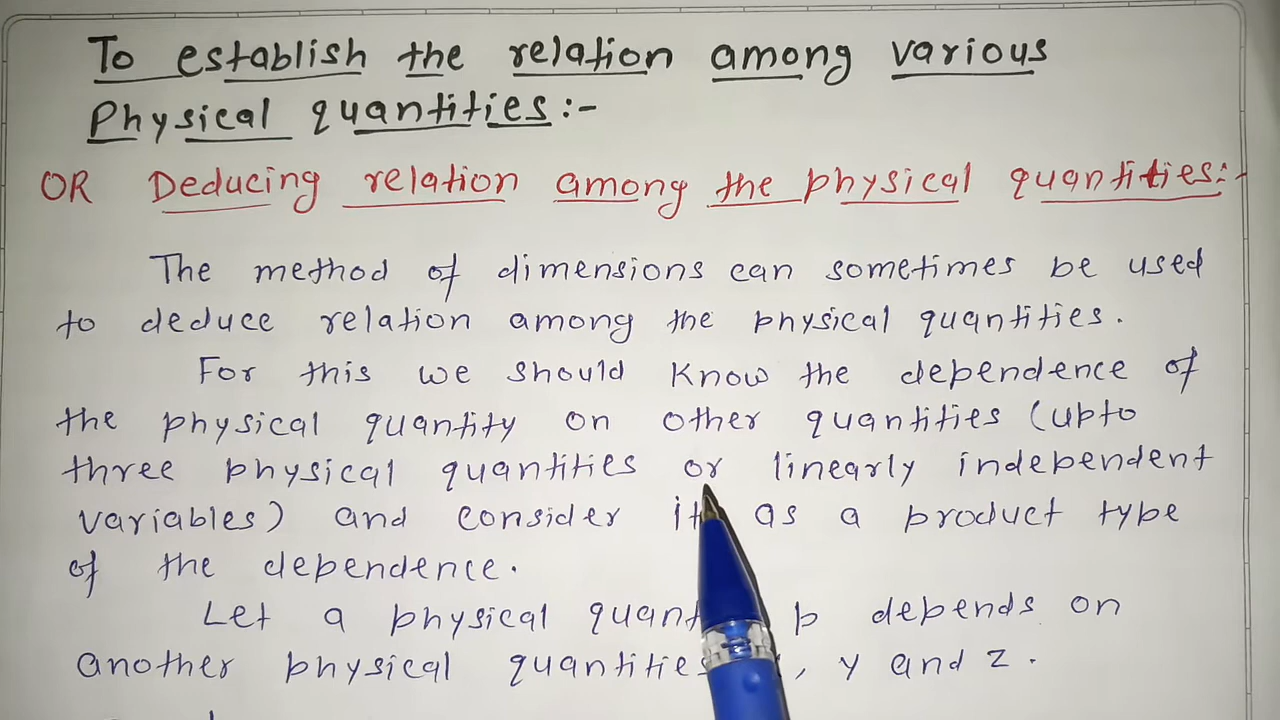 To establish the relation among various
Physical quantities:-
OR Deducing relation among the physical quantities:-
The method of dimensions can sometimes be used
to deduce relation among the physical quantities.
For this we should know the dependence of
the physical quantity on other quantities (upto
three physical quantities or linearly independent
variables) and consider it as a product type
of the dependence.
Let a physical p depends on
another physical , Y and Z.